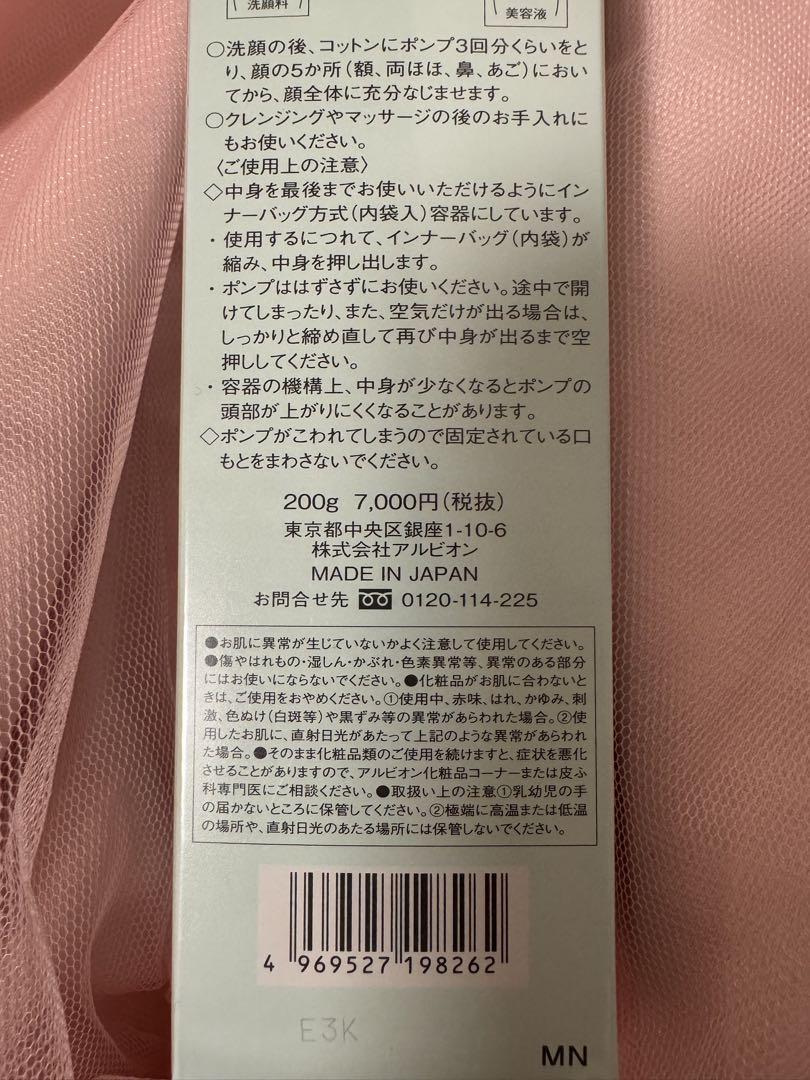 洗顔料
美容液
○洗顔の後、コットンにポンプ3回分くらいをと
り、顔の5か所(額、両ほほ、鼻、あご)におい
てから、顔全体に充分なじませます。
○クレンジングやマッサージの後のお手入れに
もお使いください。
〈ご使用上の注意〉
◇中身を最後までお使いいただけるようにイン
ナーバッグ方式(内袋入)容器にしています。
・使用するにつれて、インナーバッグ(内袋)が
縮み、中身を押し出します。
・ポンプははずさずにお使いください。途中で開
けてしまったり、また、空気だけが出る場合は、
しっかりと締め直して再び中身が出るまで空
押ししてください。
・容器の機構上、中身が少なくなるとポンプの
頭部が上がりにくくなることがあります。
◇ポンプがこわれてしまうので固定されている口
もとをまわさないでください。
200g 7,000円(税抜)
東京都中央区銀座1-10-6
株式会社アルビオン
MADE IN JAPAN
お問合せ先 0120-114-225
●お肌に異常が生じていないかよく注意して使用してください。
●傷やはれもの・湿しん・かぶれ・色素異常等、異常のある部分
にはお使いにならないでください。●化粧品がお肌に合わないと
きは、ご使用をおやめください。①使用中、赤味、はれ、かゆみ、刺
激、色ぬけ(白斑等)や黒ずみ等の異常があらわれた場合。②使
用したお肌に、直射日光があたって上記のような異常があらわれ
た場合。●そのまま化粧品類のご使用を続けますと、症状を悪化
させることがありますので、アルビオン化粧品コーナーまたは皮ふ
科専門医にご相談ください。●取扱い上の注意①乳幼児の手
の届かないところに保管してください。②極端に高温または低温
の場所や、直射日光のあたる場所には保管しないでください。
4 969527 198262
E3K
MN